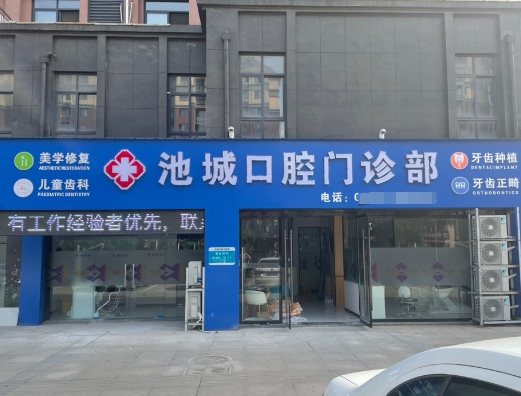 美学修复
AESTHETIC RESTORATION
儿童齿科
PAEDIATRIC DENTISTRY
池城口腔门诊部
电话：0
牙齿种植
DENTAL IMPLANT
牙齿正畸
ORTHODONTICS
有工作经验者优先，联